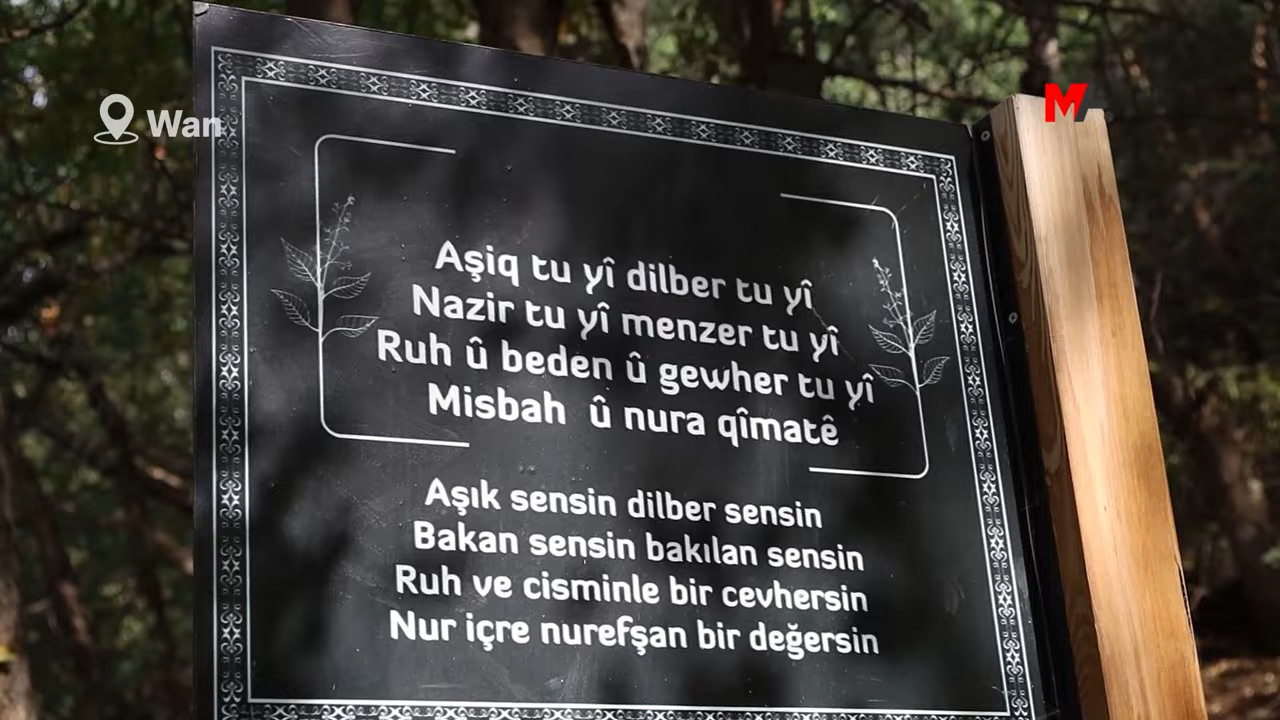 Wan
M
Aşiq tu yî dilber tu yî
Nazir tu yî menzer tu yî
Ruh û beden û gewher tu yî
Misbah û nura qîmatê
Aşık sensin dilber sensin
Bakan sensin bakılan sensin
Ruh ve cisminle bir cevhersin
Nur içre nurefşan bir değersin